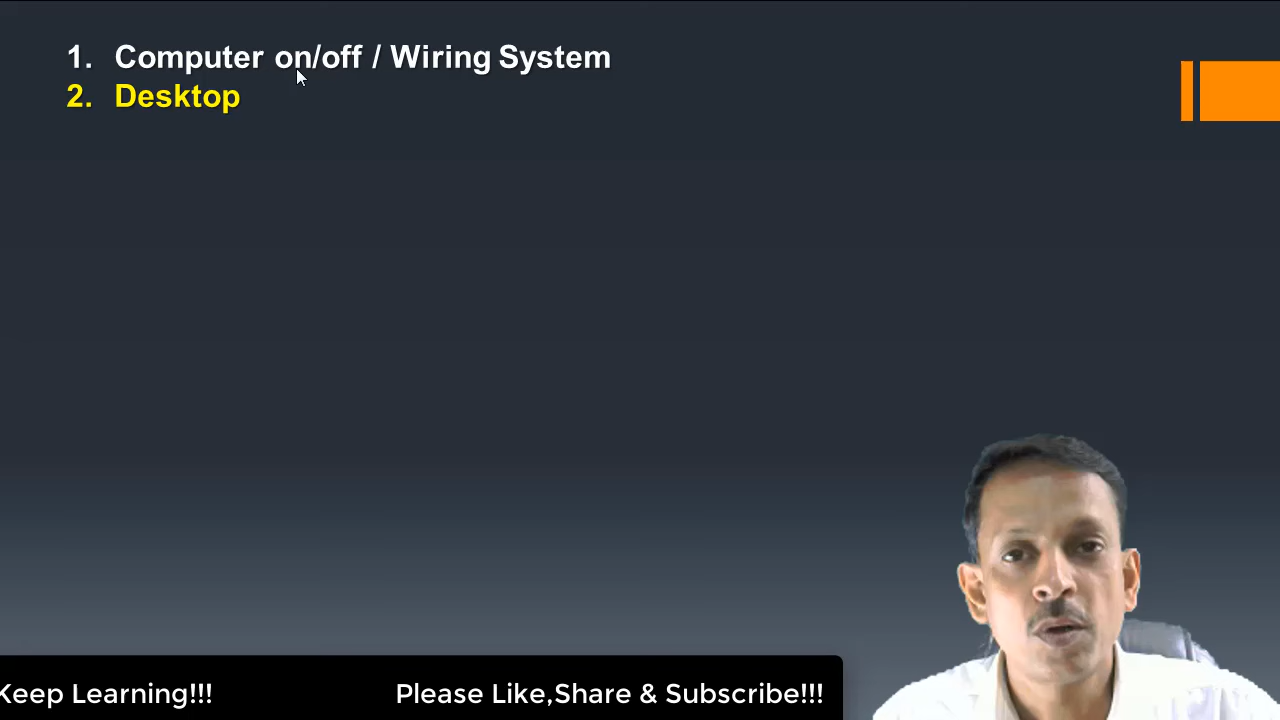 1. Computer on/off / Wiring System
2. Desktop
Keep Learning!!! Please Like,Share & Subscribe!!!